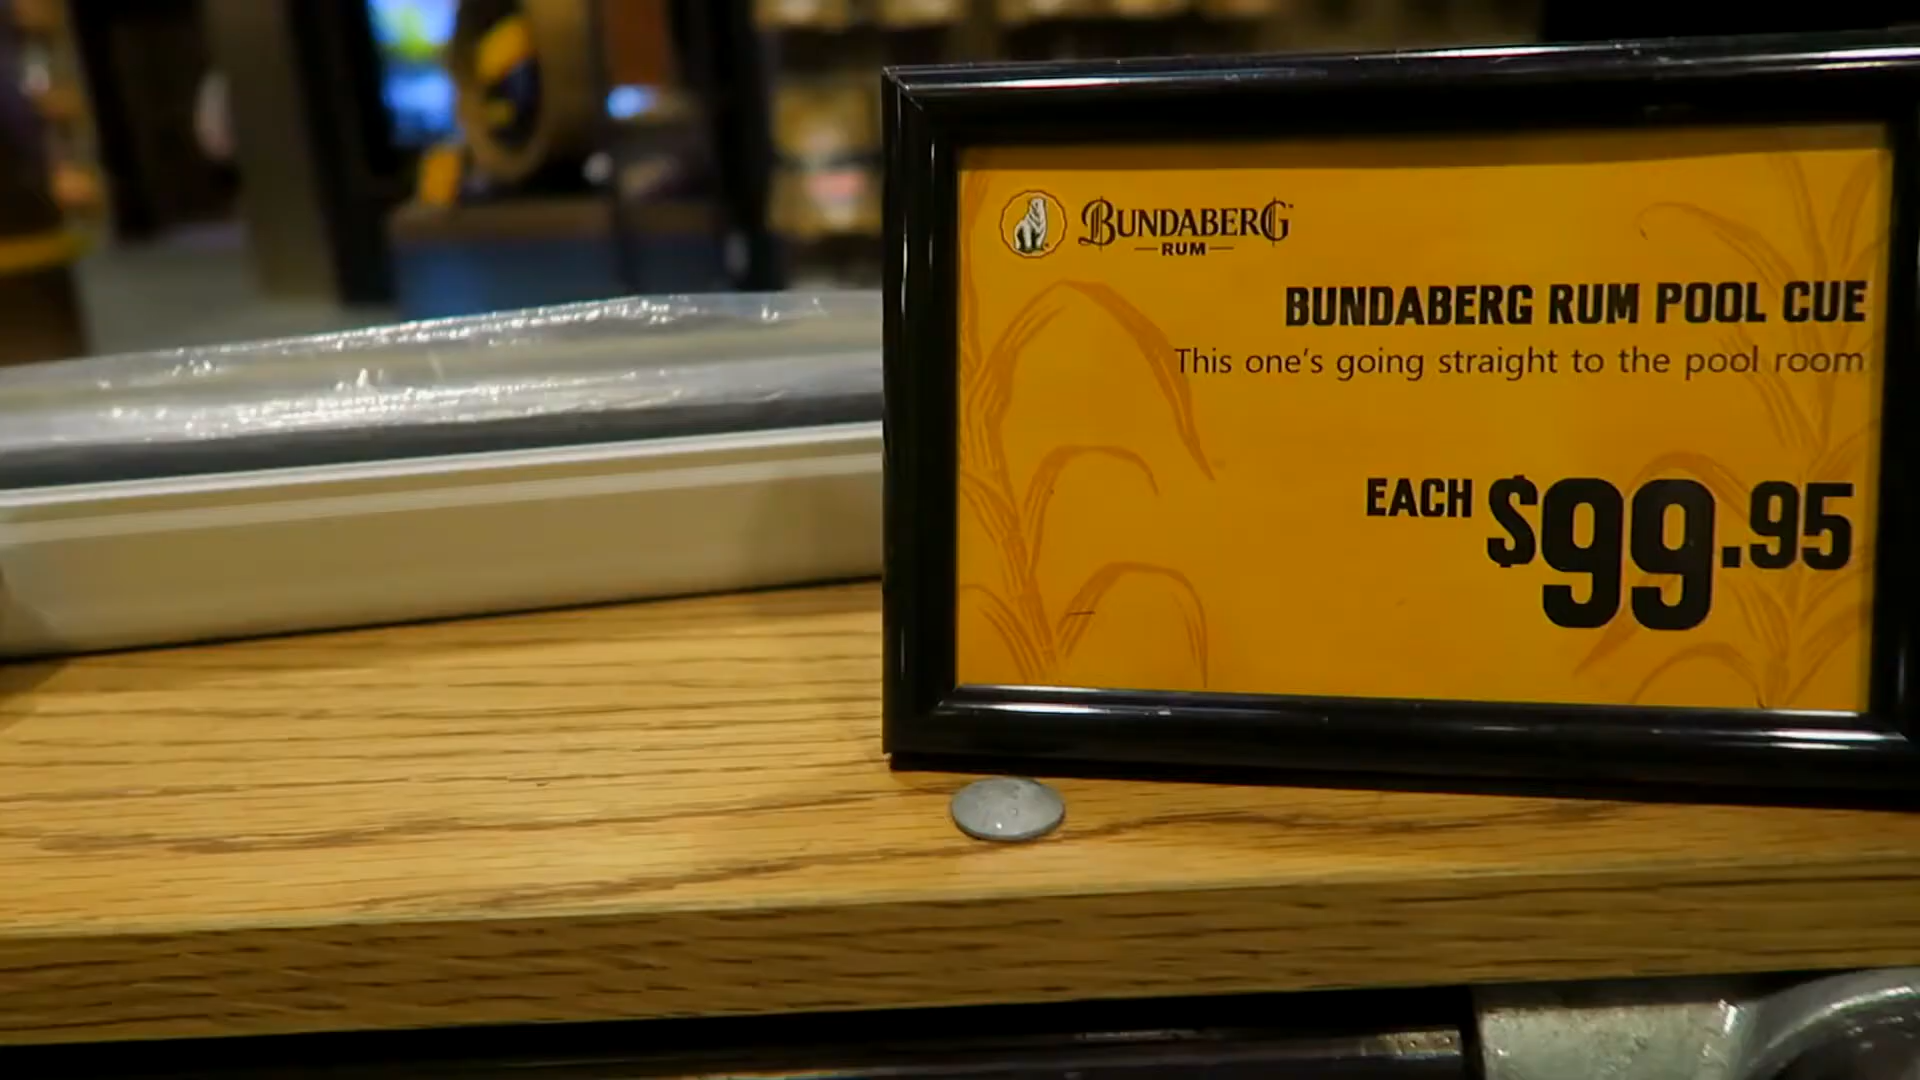 BUNDABERG
RUM
BUNDABERG RUM POOL CUE
This one's going straight to the pool room
EACH $99.95